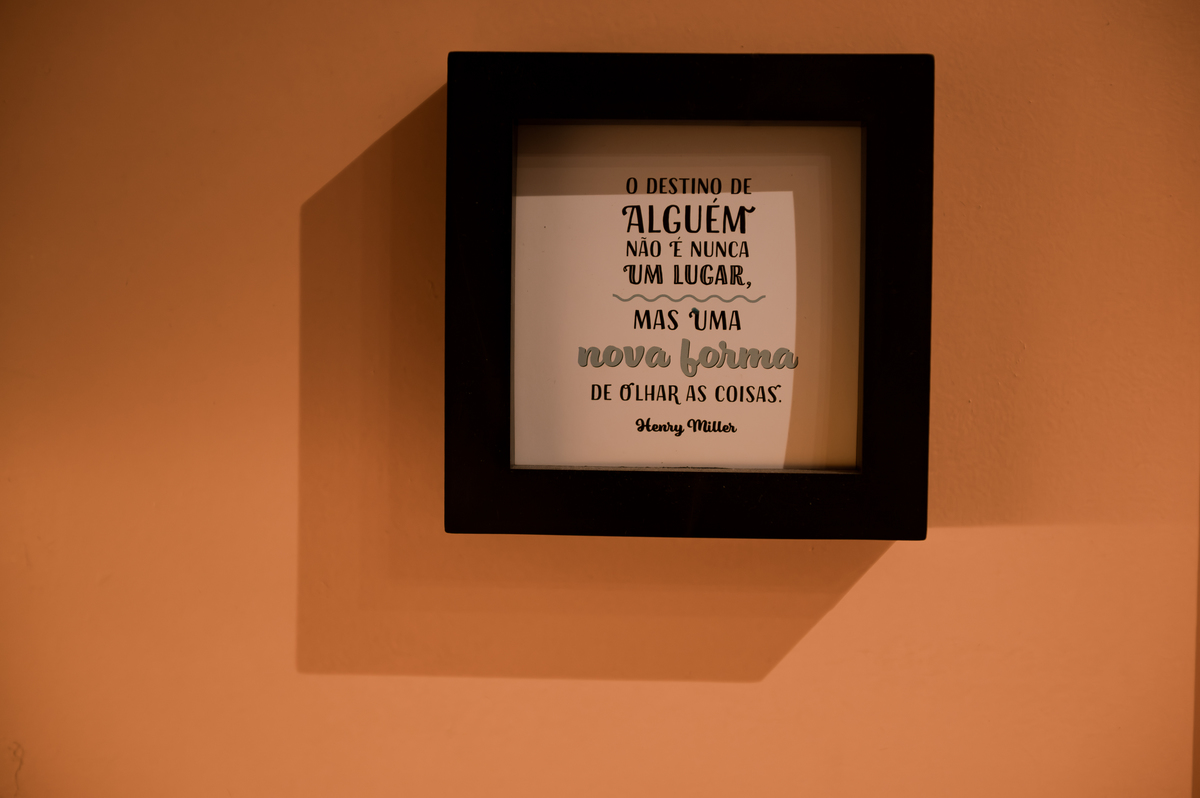 O DESTINO DE
ALGUÉM
NÃO É NUNCA
UM LUGAR,
MAS UMA
nova forma
DE OLHAR AS COISAS.
Henry Miller